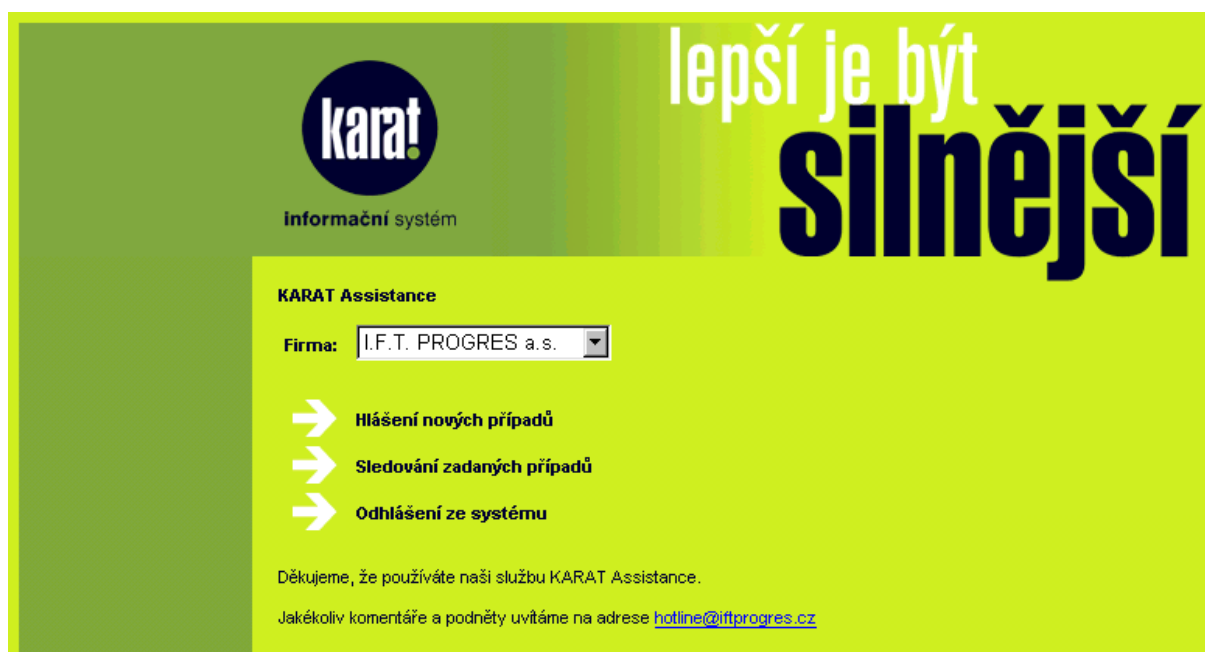 lepší je být
silnější
karat!
informační systém
KARAT Assistance
Firma: I.F.T. PROGRES a.s.
Hlášení nových případů
Sledování zadaných případů
Odhlášení ze systému
Děkujeme, že používáte naši službu KARAT Assistance.
Jakékoliv komentáře a podněty uvítáme na adrese hotline@iftprogres.cz